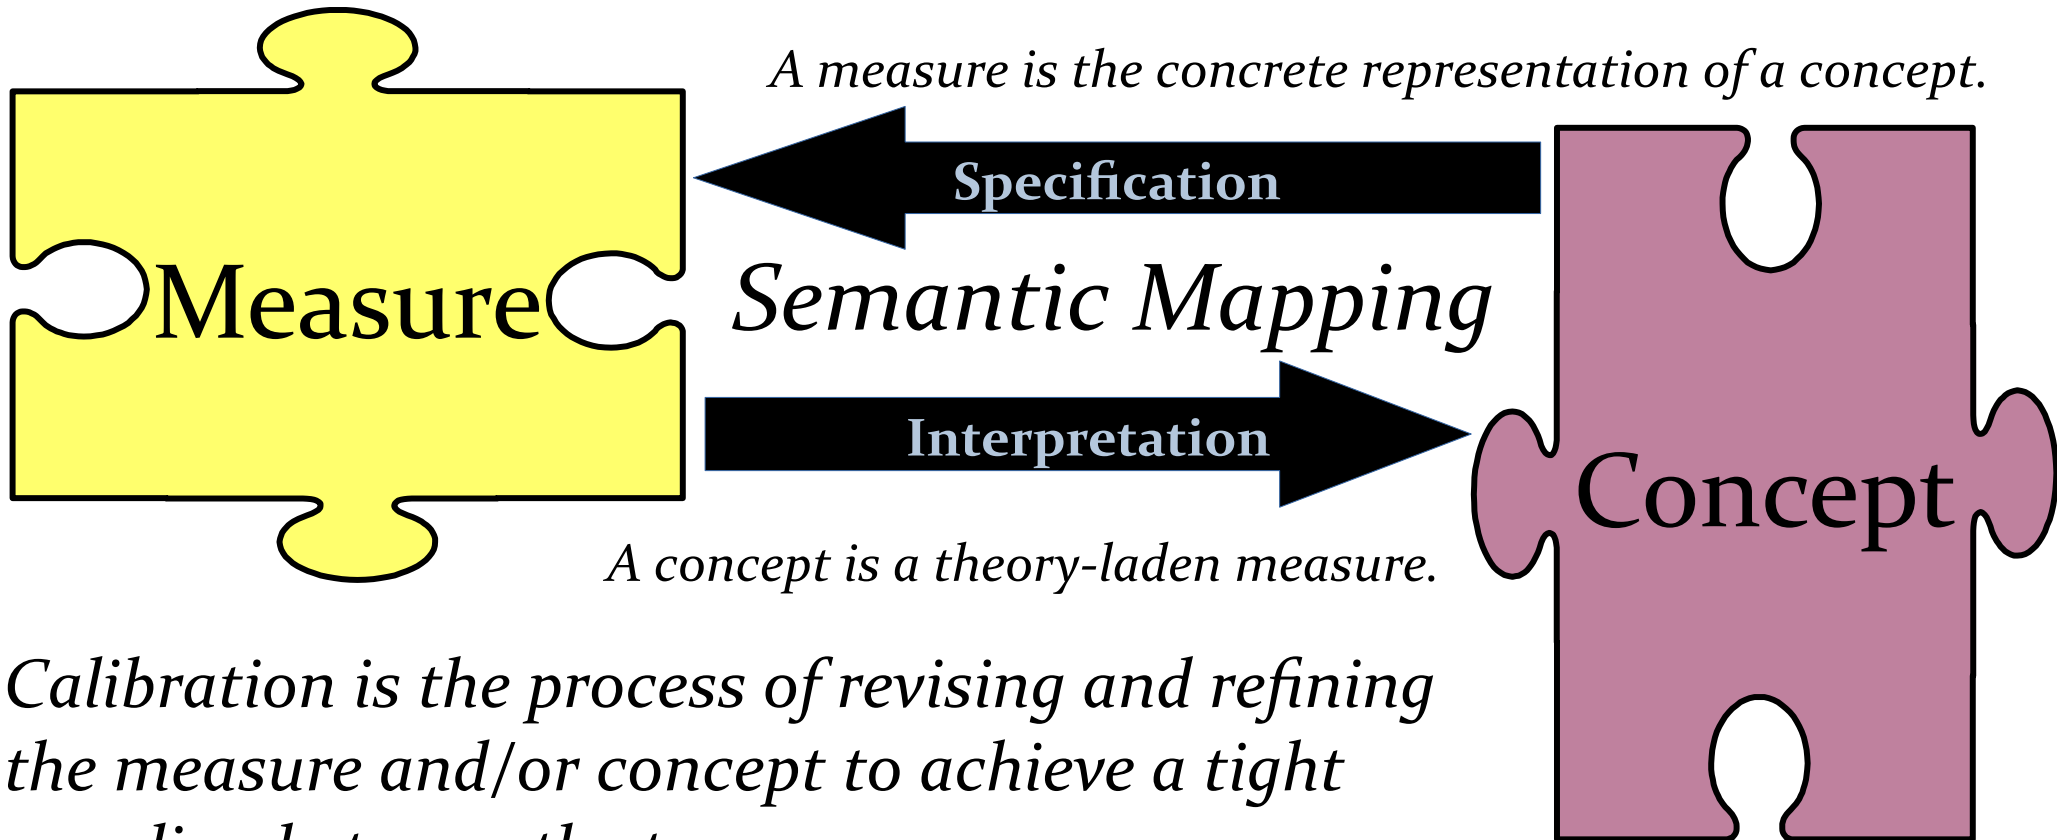 A measure is the concrete representation of a concept.
Specification
Measure
Semantic Mapping
Interpretation
Concept
A concept is a theory-laden measure.
Calibration is the process of revising and refining
the measure and/or concept to achieve a tight